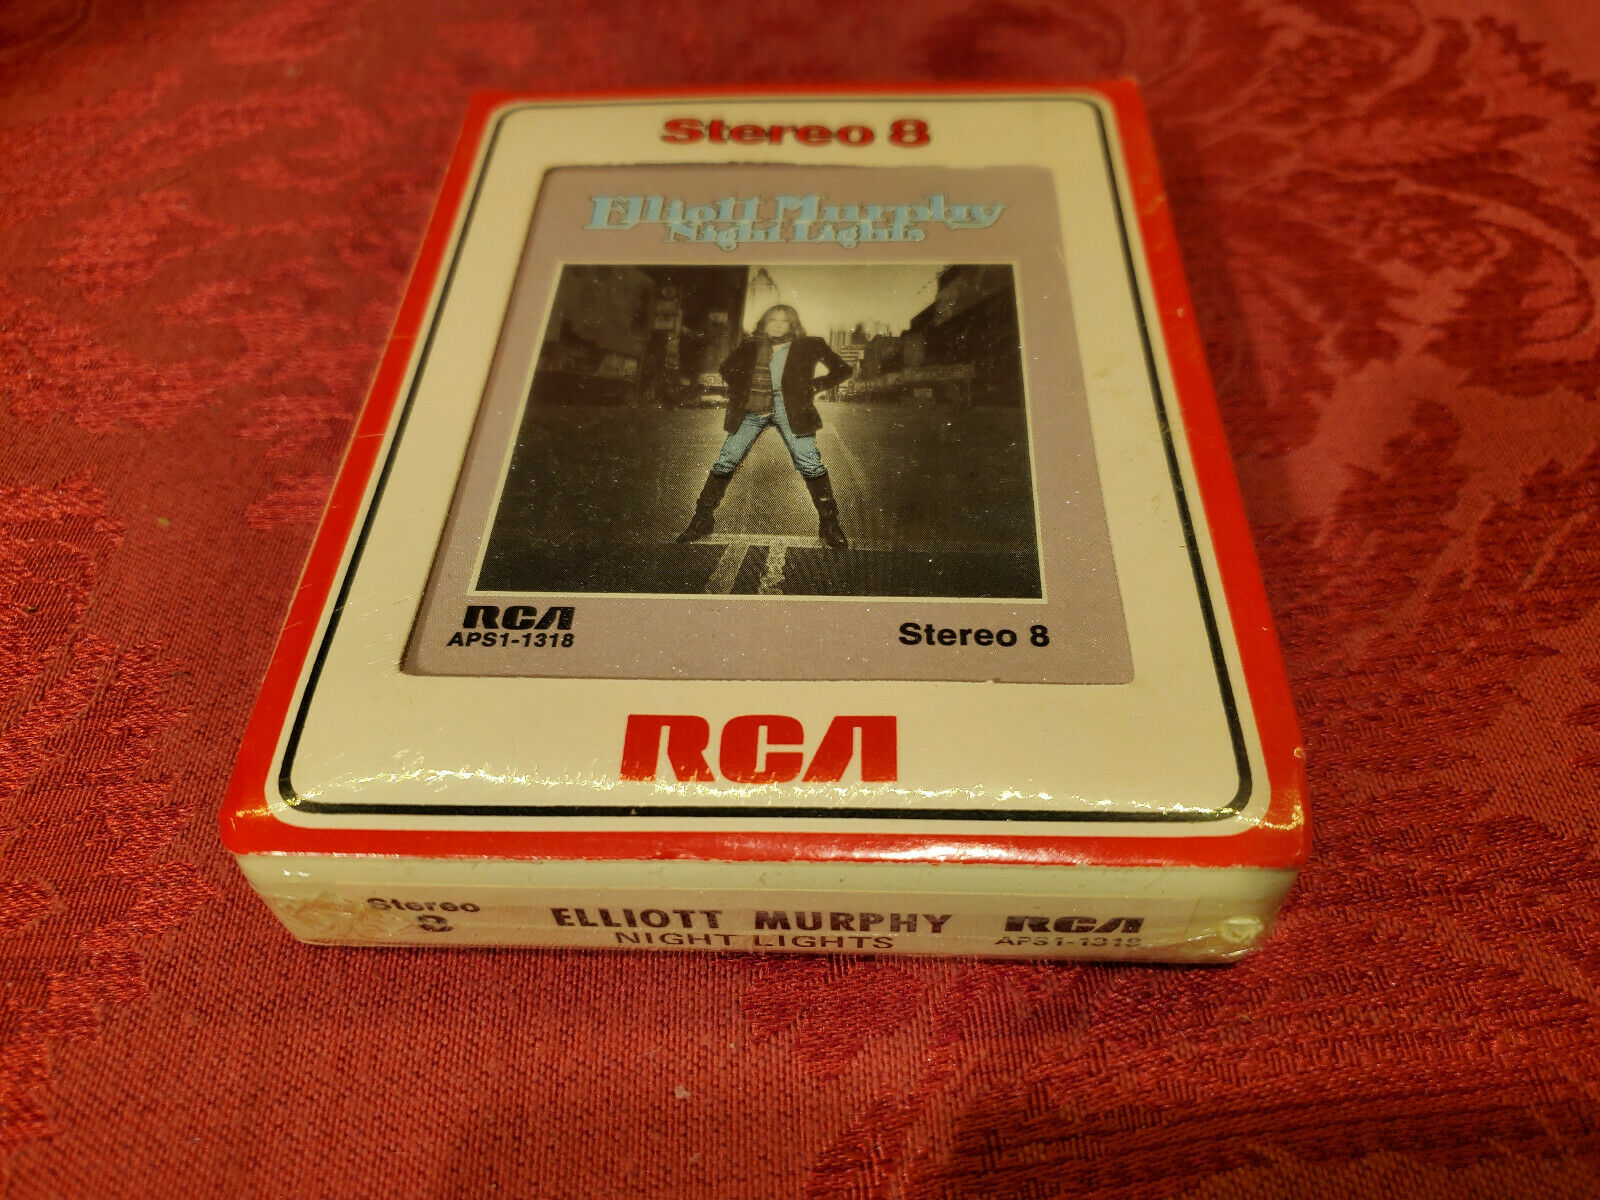 Stereo 8
Elliott Murphy
Night Lights
RCA
APS1-1318
Stereo 8
RCA
Stereo
8
ELLIOTT MURPHY
NIGHT LIGHTS
RCA
APS1-1318